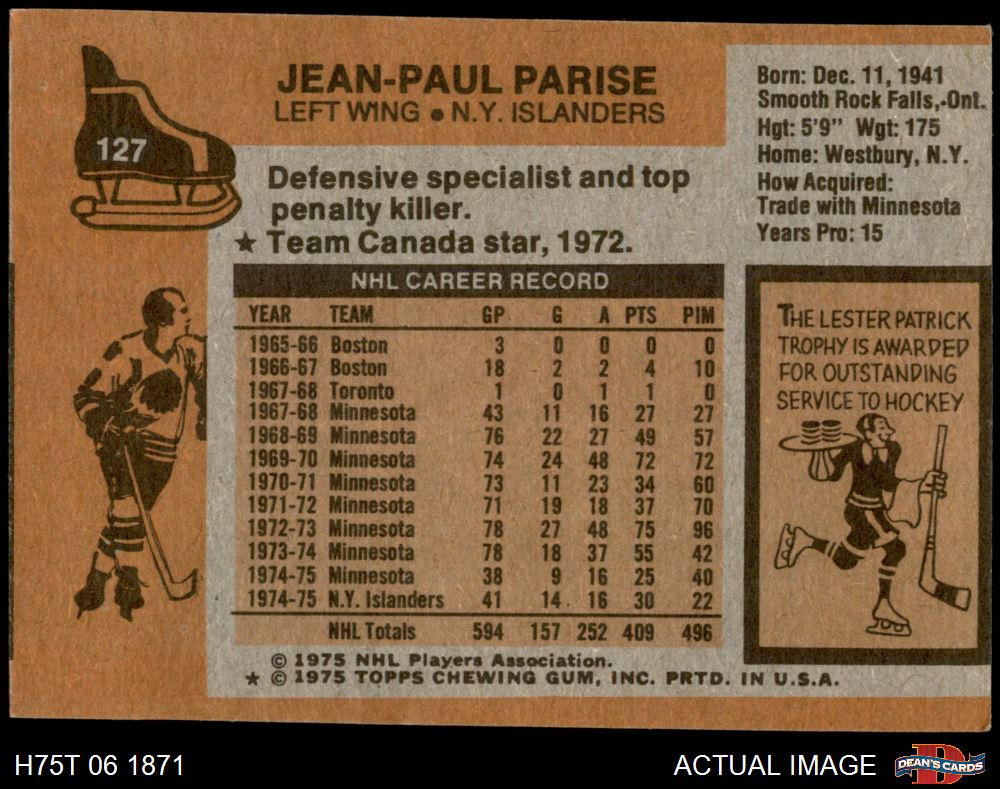 127
JEAN-PAUL PARISE
LEFT WING ● N.Y. ISLANDERS
Born: Dec. 11, 1941
Smooth Rock Falls, Ont.
Hgt: 5'9" Wgt: 175
Home: Westbury, N.Y.
How Acquired:
Trade with Minnesota
Years Pro: 15
Defensive specialist and top
penalty killer.
★ Team Canada star, 1972.
NHL CAREER RECORD
YEAR TEAM GP G A PTS PIM
1965-66 Boston 3 0 0 0 0
1966-67 Boston 18 2 2 4 10
1967-68 Toronto 1 0 1 1 0
1967-68 Minnesota 43 11 16 27 27
1968-69 Minnesota 76 22 27 49 57
1969-70 Minnesota 74 24 48 72 72
1970-71 Minnesota 73 11 23 34 60
1971-72 Minnesota 71 19 18 37 70
1972-73 Minnesota 78 27 48 75 96
1973-74 Minnesota 78 18 37 55 42
1974-75 Minnesota 38 9 16 25 40
1974-75 N.Y. Islanders 41 14 16 30 22
NHL Totals 594 157 252 409 496
THE LESTER PATRICK
TROPHY IS AWARDED
FOR OUTSTANDING
SERVICE TO HOCKEY
© 1975 NHL Players Association.
★ © 1975 TOPPS CHEWING GUM, INC. PRTD. IN U.S.A.
H75T 06 1871
ACTUAL IMAGE
D
DEAN'S CARDS